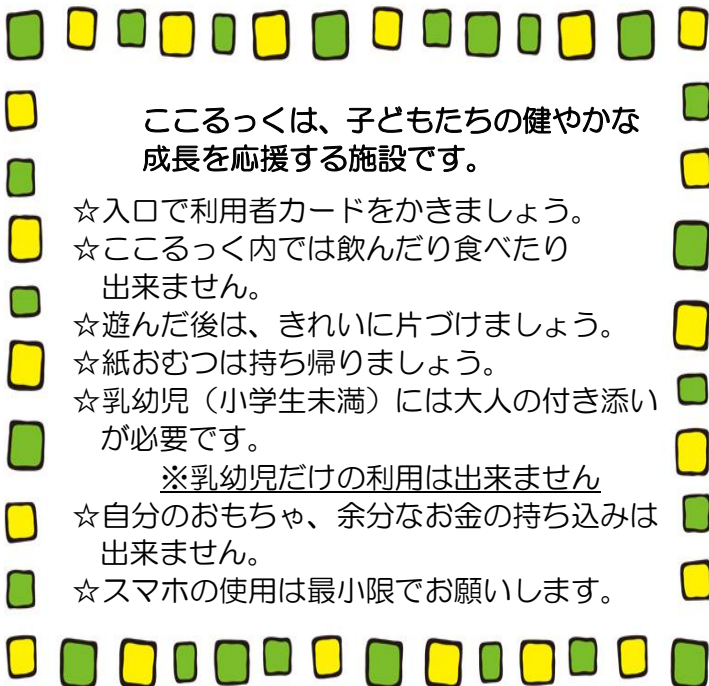 ここるっくは、子どもたちの健やかな
成長を応援する施設です。
☆入口で利用者カードをかきましょう。
☆ここるっく内では飲んだり食べたり
出来ません。
☆遊んだ後は、きれいに片づけましょう。
☆紙おむつは持ち帰りましょう。
☆乳幼児（小学生未満）には大人の付き添い
が必要です。
※乳幼児だけの利用は出来ません
☆自分のおもちゃ、余分なお金の持ち込みは
出来ません。
☆スマホの使用は最小限でお願いします。